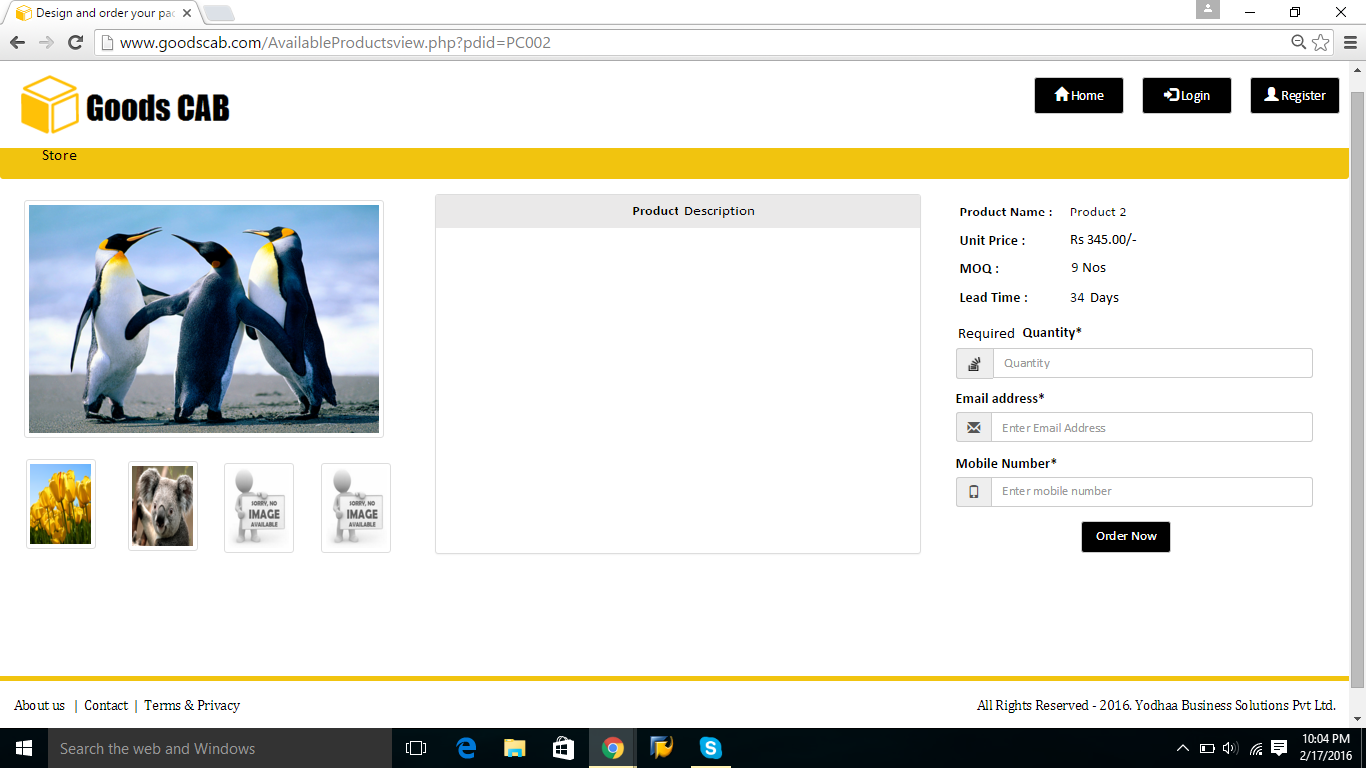 Design and order your pac
www.goodscab.com/AvailableProductsview.php?pdid=PC002
Goods CAB
Home
Login
Register
Store
Product Description
Product Name : Product 2
Unit Price : Rs 345.00/-
MOQ : 9 Nos
Lead Time : 34 Days
Required Quantity*
Quantity
Email address*
Enter Email Address
Mobile Number*
Enter mobile number
Order Now
SORRY, NO
IMAGE
AVAILABLE
SORRY, NO
IMAGE
AVAILABLE
About us | Contact | Terms & Privacy
All Rights Reserved - 2016. Yodhaa Business Solutions Pvt Ltd.
Search the web and Windows
10:04 PM
2/17/2016